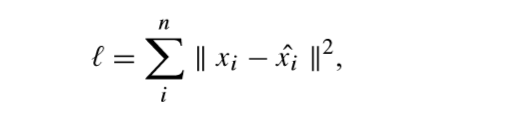 ℓ = ∑ᵢⁿ ‖ xᵢ − x̂ᵢ ‖²,